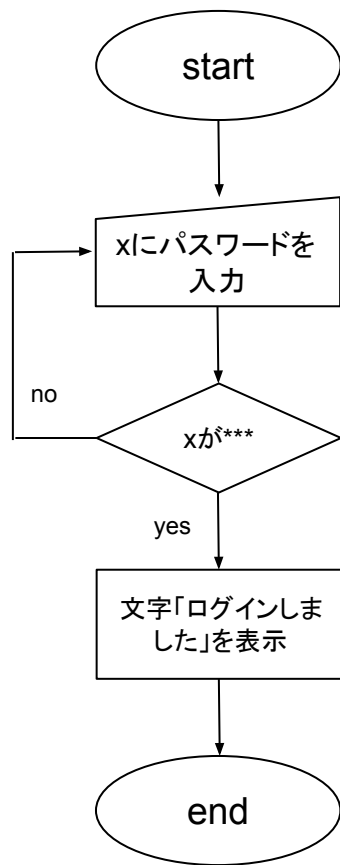 start
xにパスワードを
入力
no
xが***
yes
文字「ログインしま
した」を表示
end